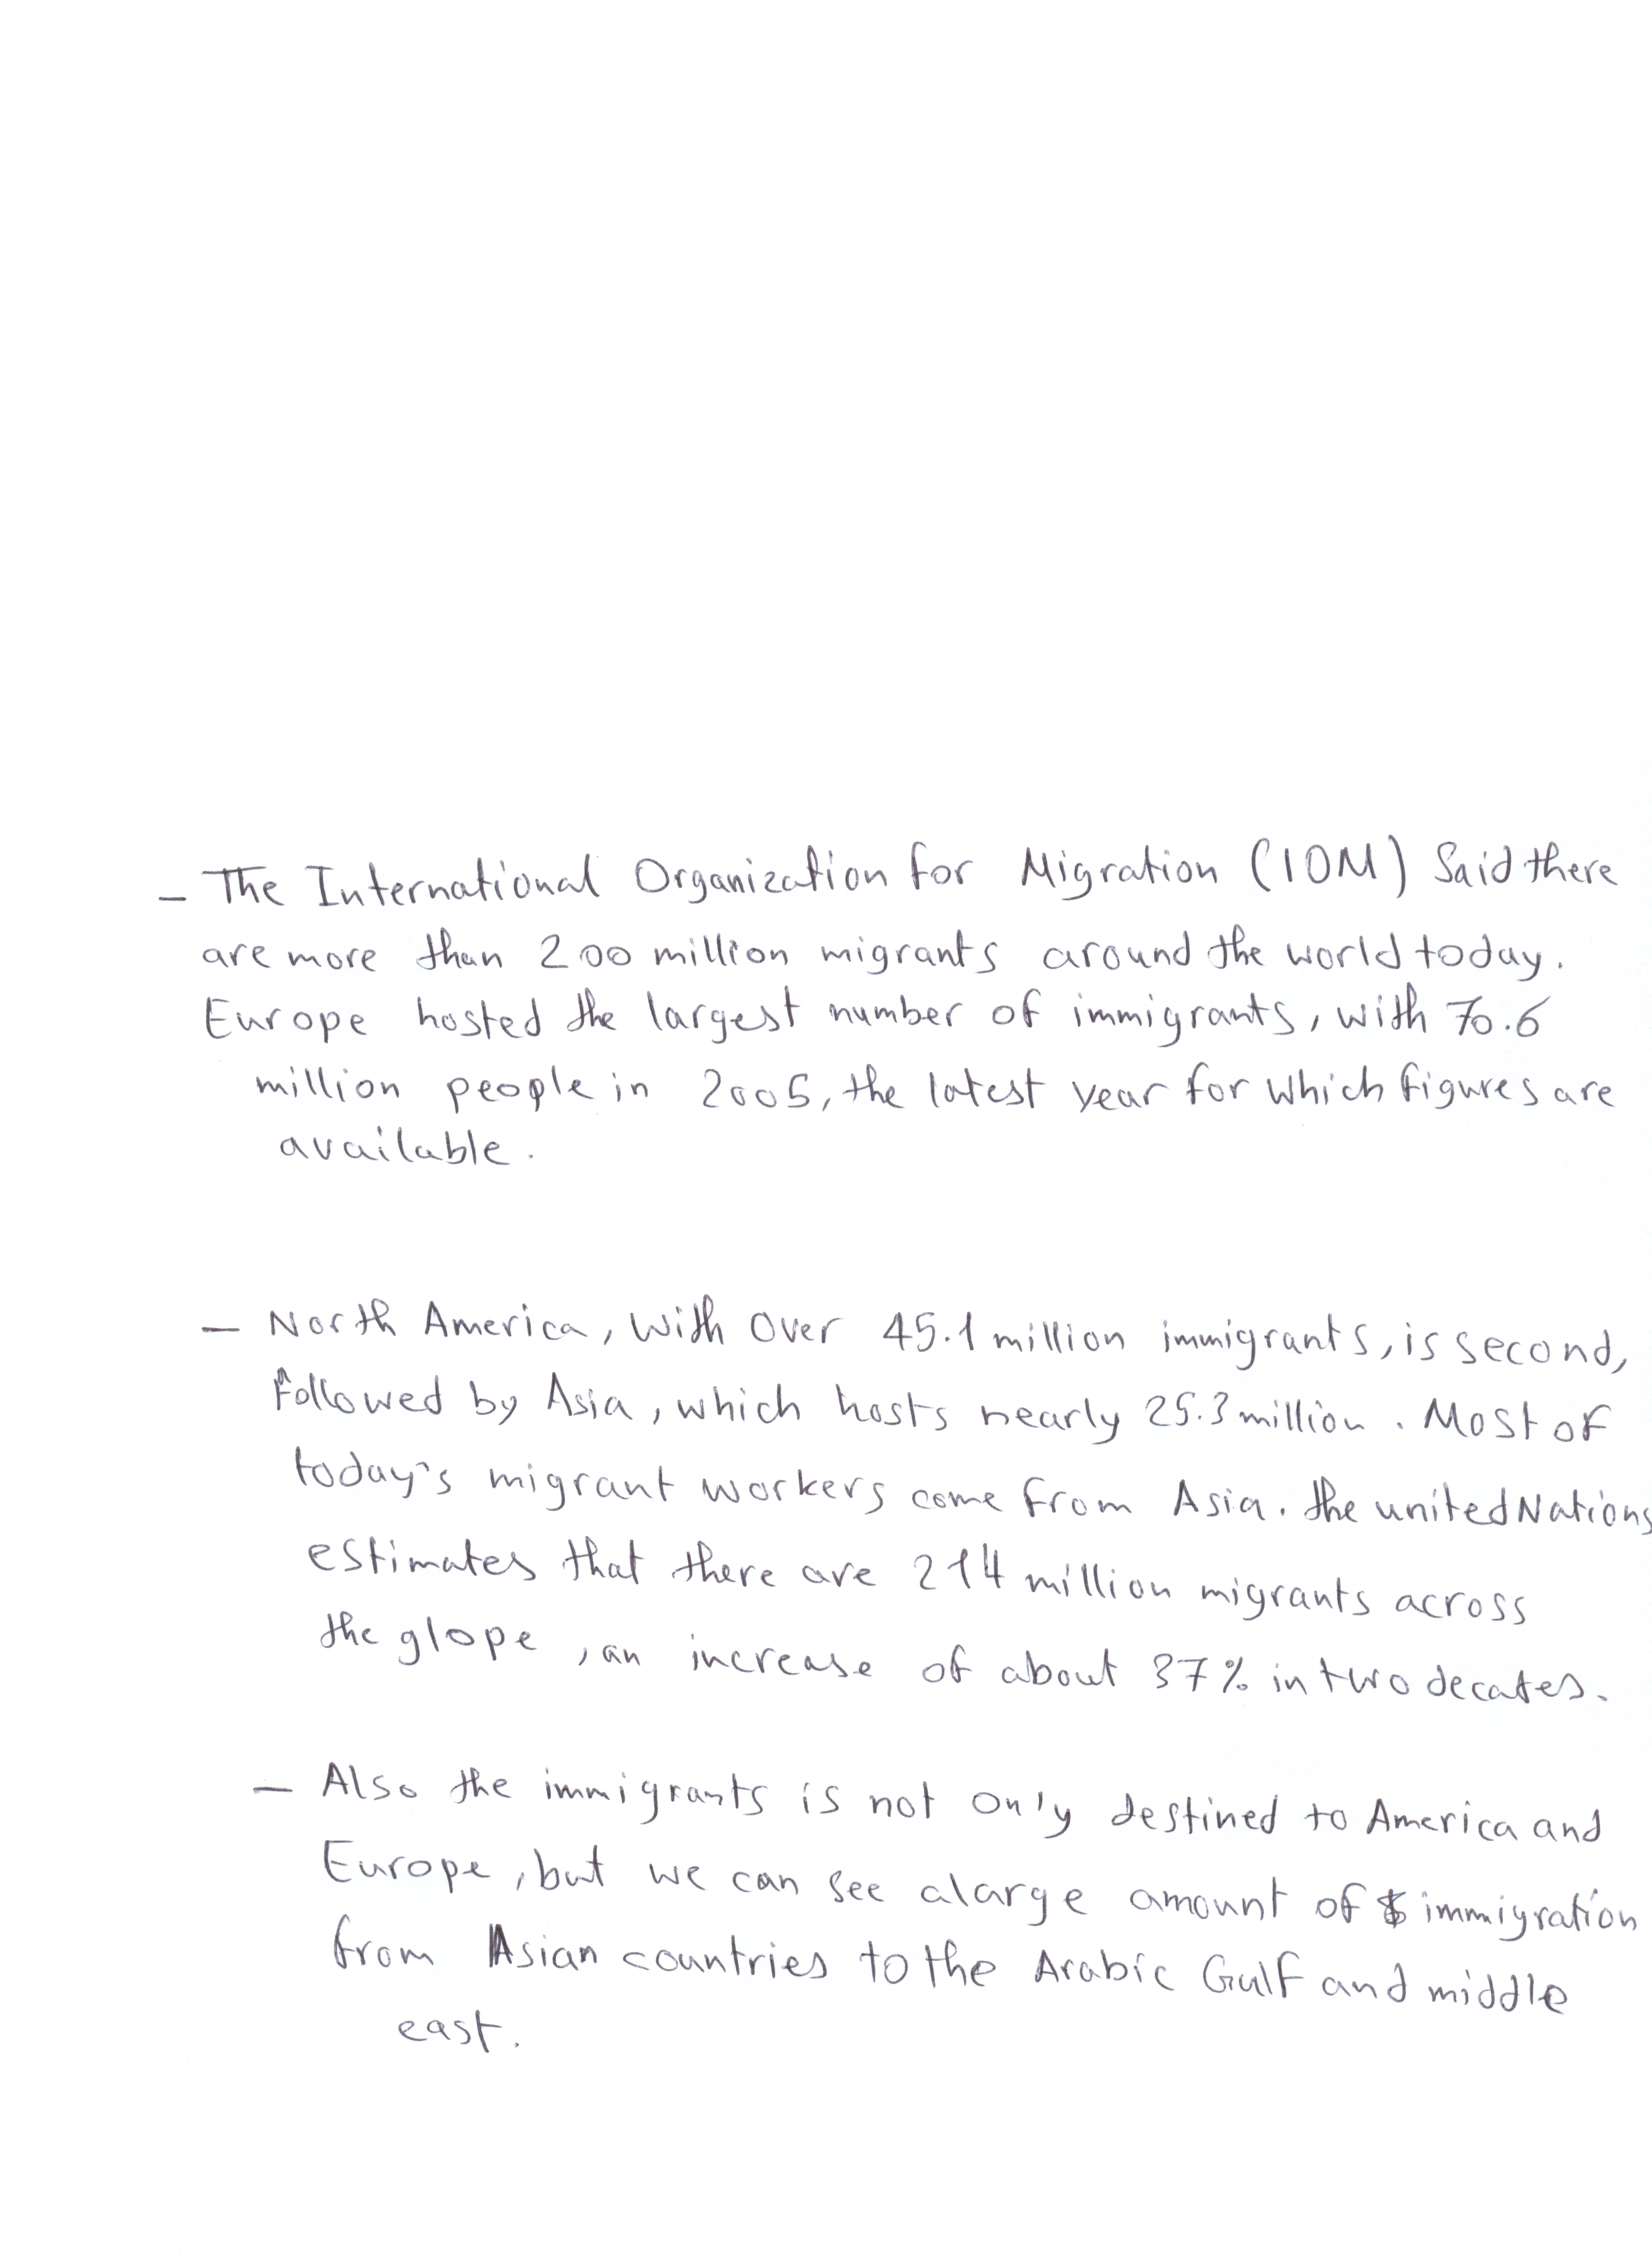 - The International Organization for Migration (IOM) Said there
are more than 200 million migrants around the world today.
Europe hosted the largest number of immigrants, with 70.6
million people in 2005, the latest year for which figures are
available.
- North America, with over 45.1 million immigrants, is second,
followed by Asia, which hosts nearly 25.3 million. Most of
today's migrant workers come from Asia. the united Nations
estimates that there are 214 million migrants across
the glope, an increase of about 37% in two decates.
- Also the immigrants is not only destined to America and
Europe, but we can see alarge amount of immigration
from Asian countries to the Arabic Gulf and middle
east.